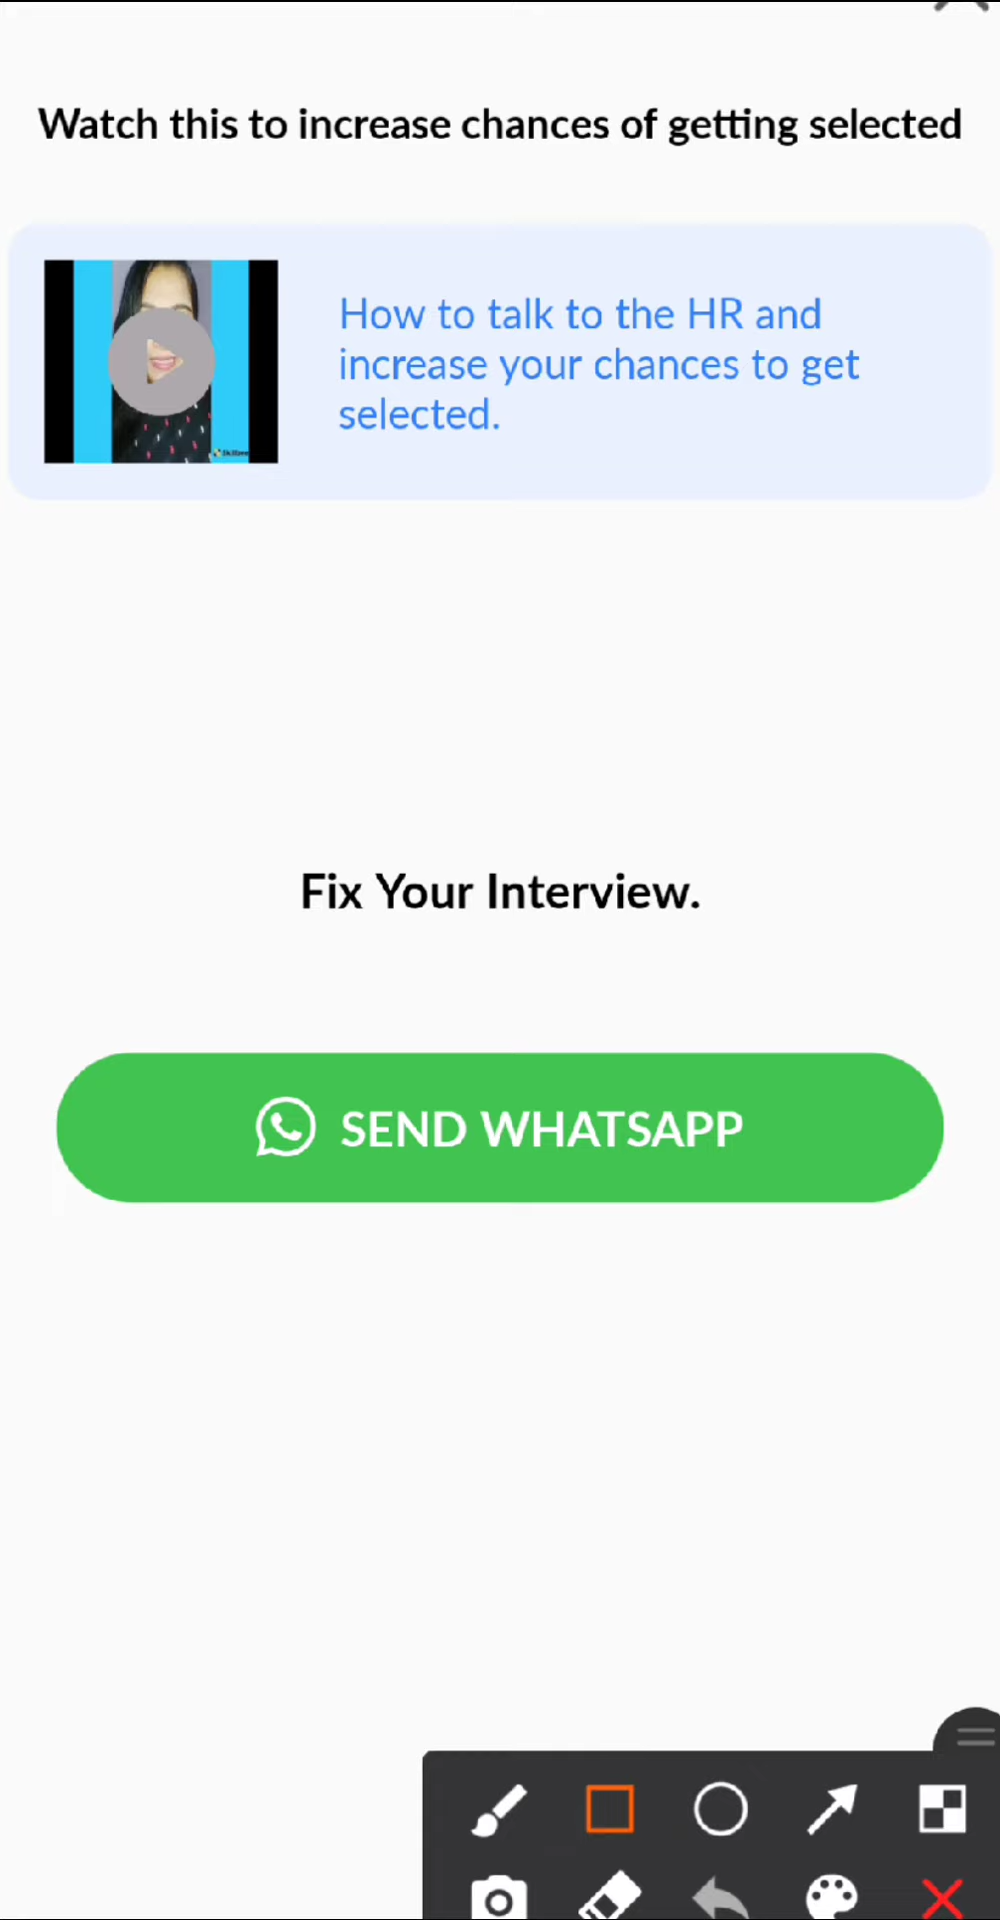 Watch this to increase chances of getting selected
How to talk to the HR and
increase your chances to get
selected.
Fix Your Interview.
SEND WHATSAPP